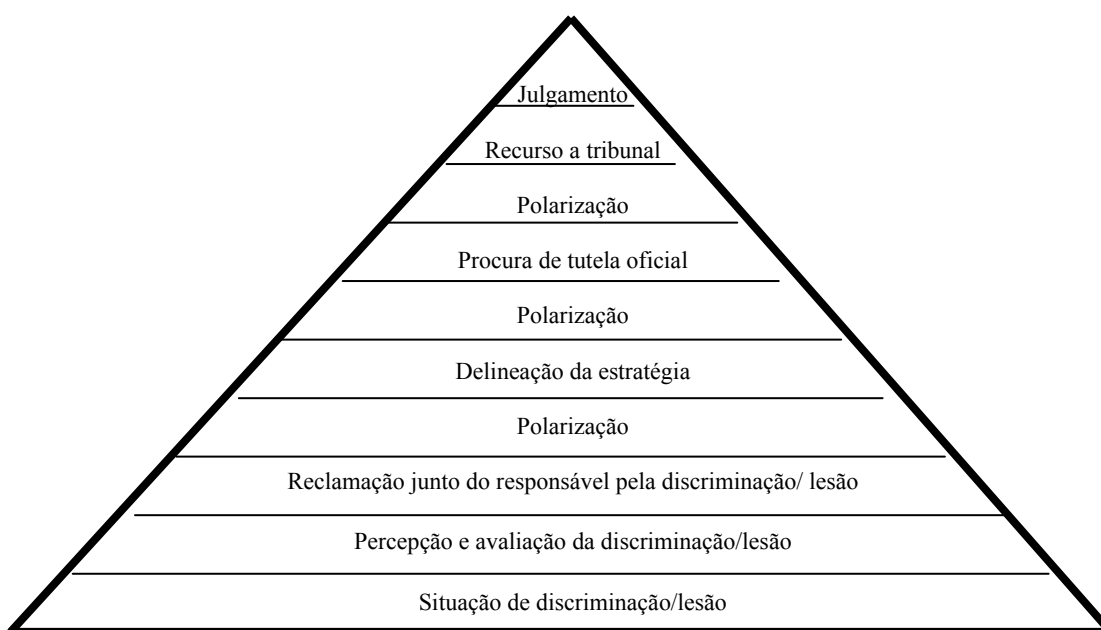 Julgamento
Recurso a tribunal
Polarização
Procura de tutela oficial
Polarização
Delineação da estratégia
Polarização
Reclamação junto do responsável pela discriminação/ lesão
Percepção e avaliação da discriminação/lesão
Situação de discriminação/lesão